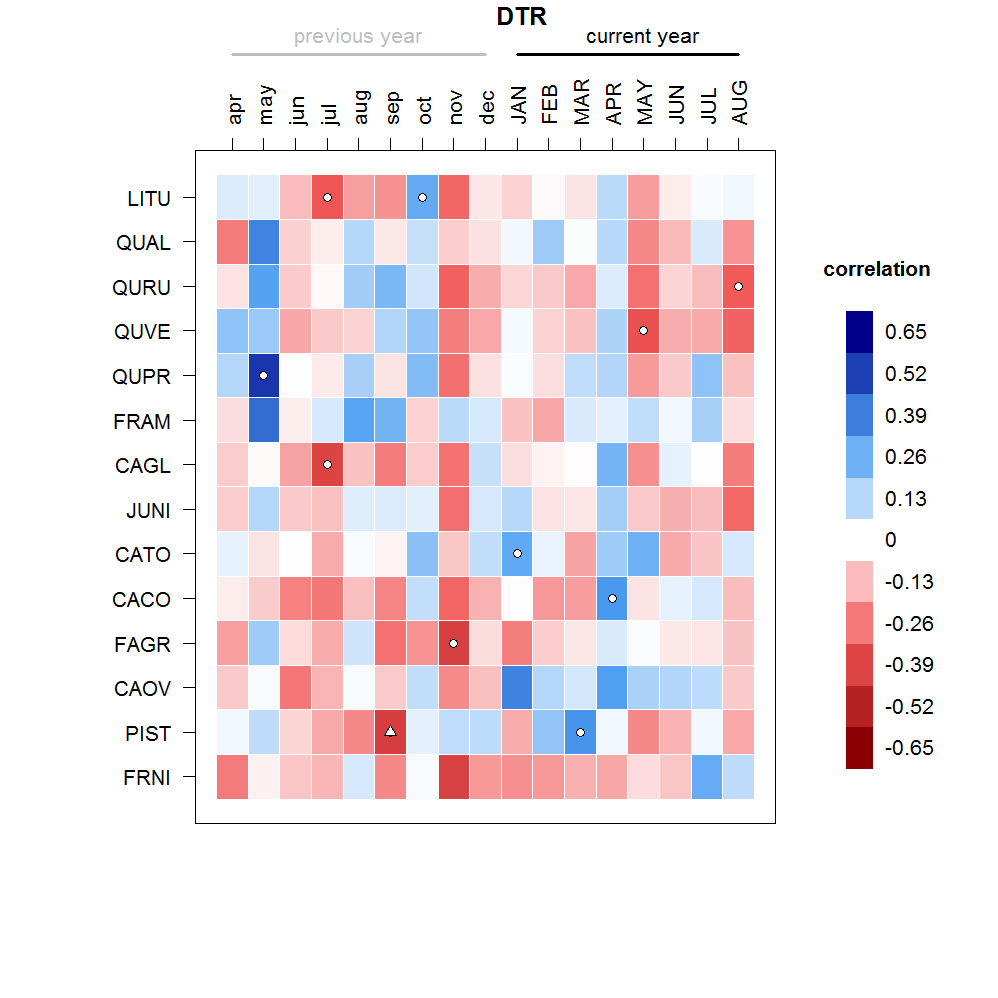 DTR
previous year current year
apr may jun jul aug sep oct nov dec JAN FEB MAR APR MAY JUN JUL AUG
LITU
QUAL
QURU
QUVE
QUPR
FRAM
CAGL
JUNI
CATO
CACO
FAGR
CAOV
PIST
FRNI
correlation
0.65
0.52
0.39
0.26
0.13
0
-0.13
-0.26
-0.39
-0.52
-0.65